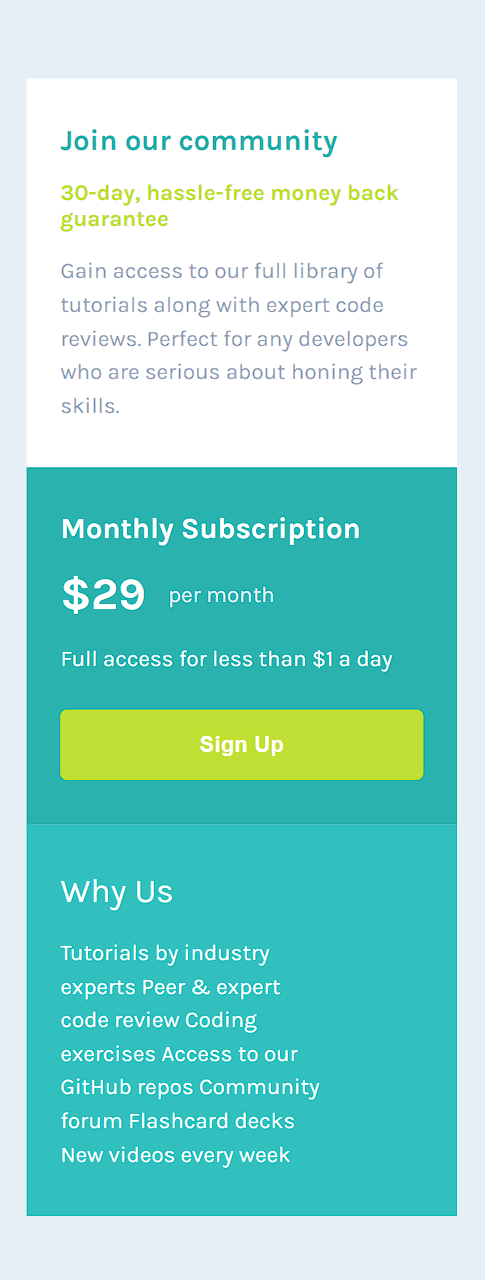 Join our community
30-day, hassle-free money back
guarantee
Gain access to our full library of
tutorials along with expert code
reviews. Perfect for any developers
who are serious about honing their
skills.
Monthly Subscription
$29 per month
Full access for less than $1 a day
Sign Up
Why Us
Tutorials by industry
experts Peer & expert
code review Coding
exercises Access to our
GitHub repos Community
forum Flashcard decks
New videos every week